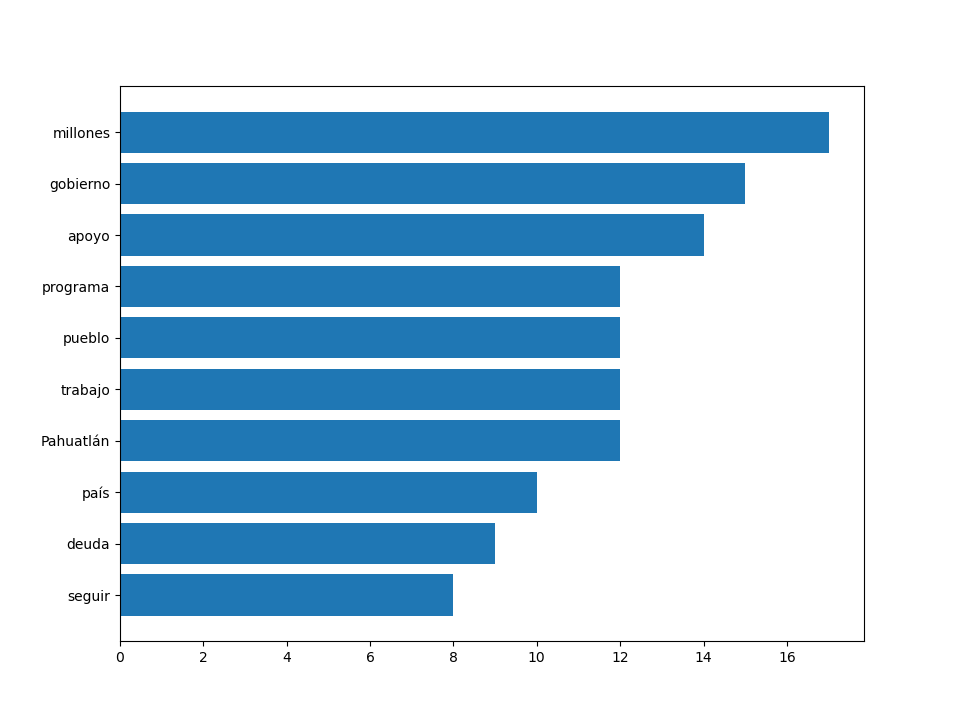 millones
gobierno
apoyo
programa
pueblo
trabajo
Pahuatlán
país
deuda
seguir
0 2 4 6 8 10 12 14 16